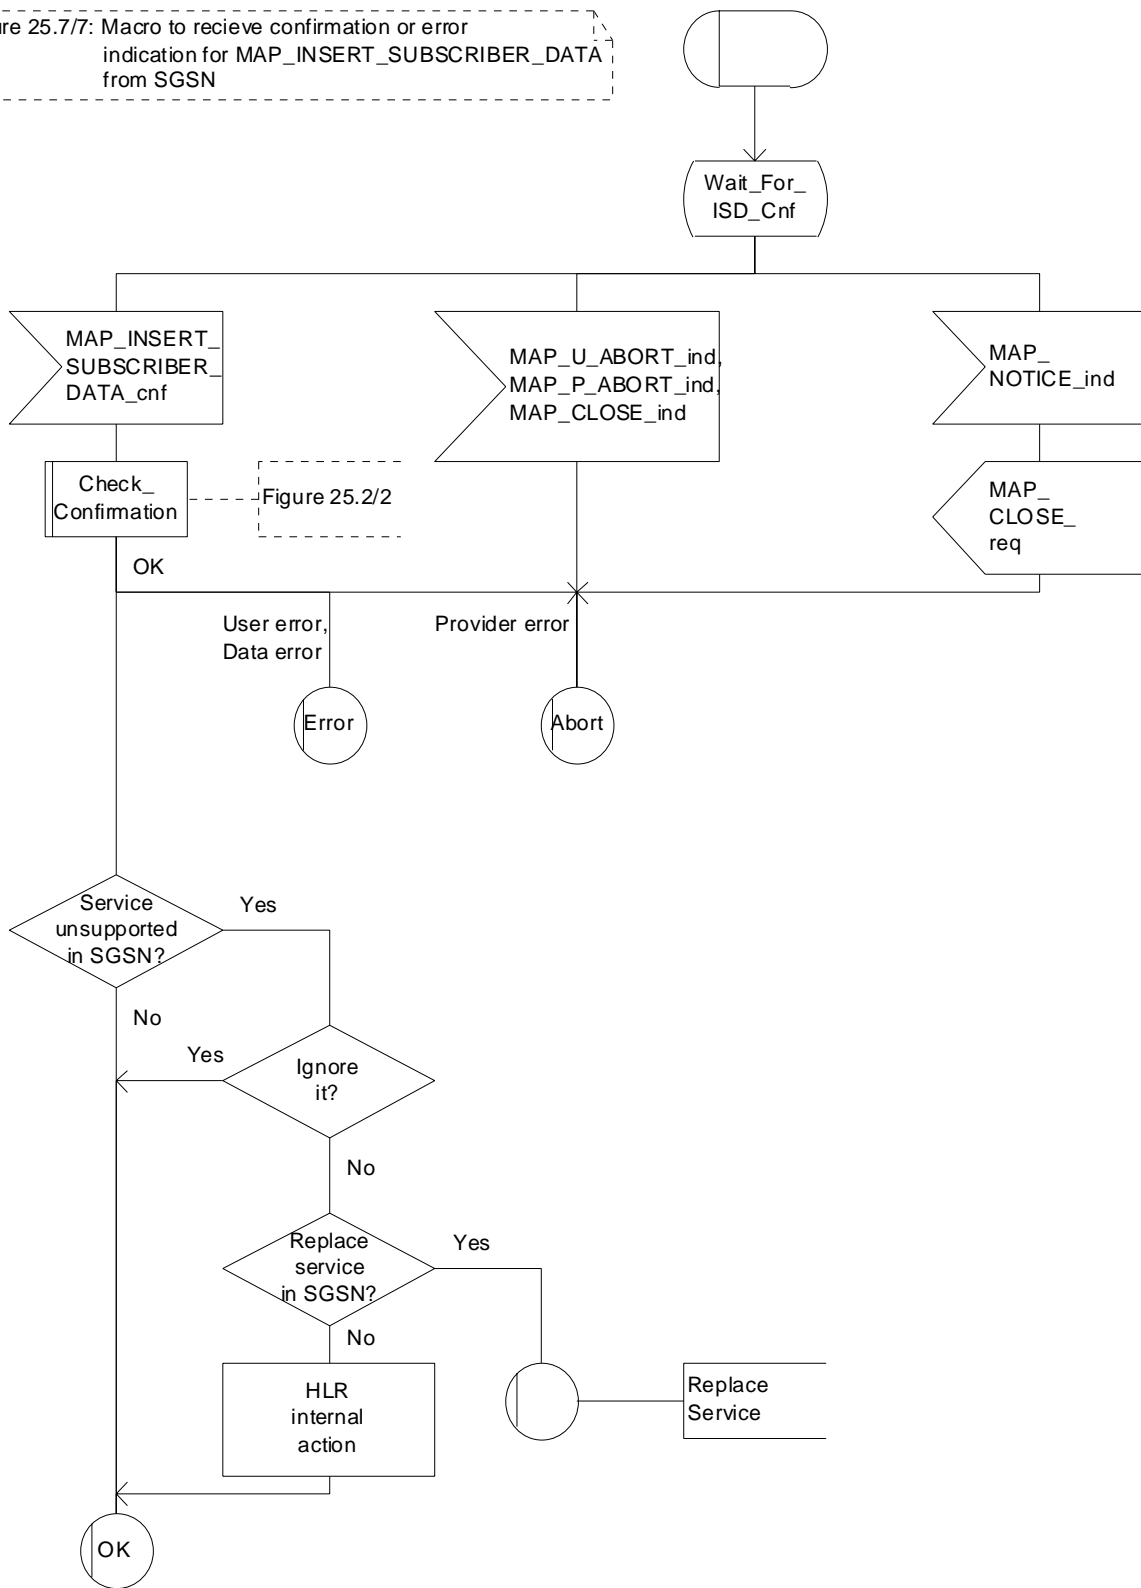 25.7/7: Macro to recieve confirmation or error
indication for MAP_INSERT_SUBSCRIBER_DATA
from SGSN
Wait_For_
ISD_Cnf
MAP_INSERT_
SUBSCRIBER_
DATA_cnf
MAP_U_ABORT_ind,
MAP_P_ABORT_ind,
MAP_CLOSE_ind
MAP_
NOTICE_ind
Check_
Confirmation
Figure 25.2/2
MAP_
CLOSE_
req
OK
User error,
Data error
Provider error
Error
Abort
Service
unsupported
in SGSN?
Yes
No
Yes
Ignore
it?
No
Replace
service
in SGSN?
Yes
No
HLR
internal
action
Replace
Service
OK